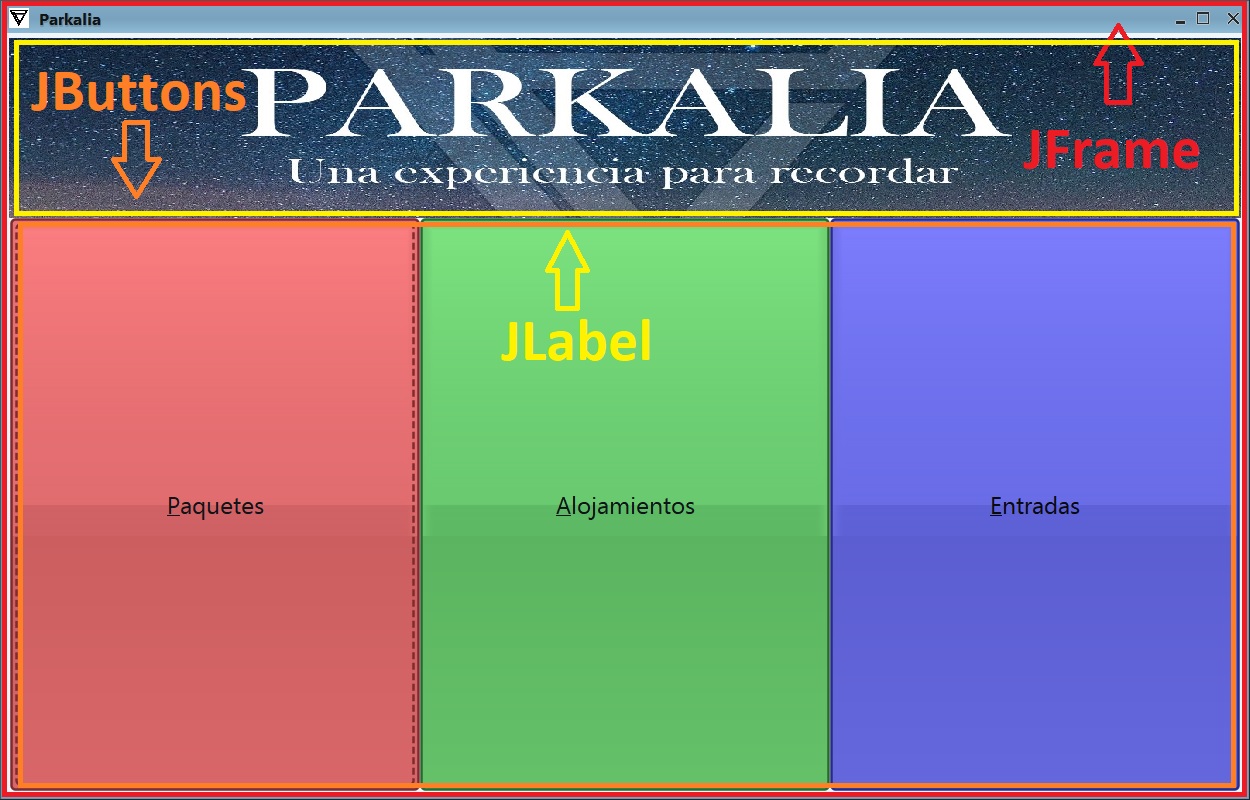 Parkalia
JButtons
PARKALIA
Una experiencia para recordar
JFrame
JLabel
Paquetes
Alojamientos
Entradas